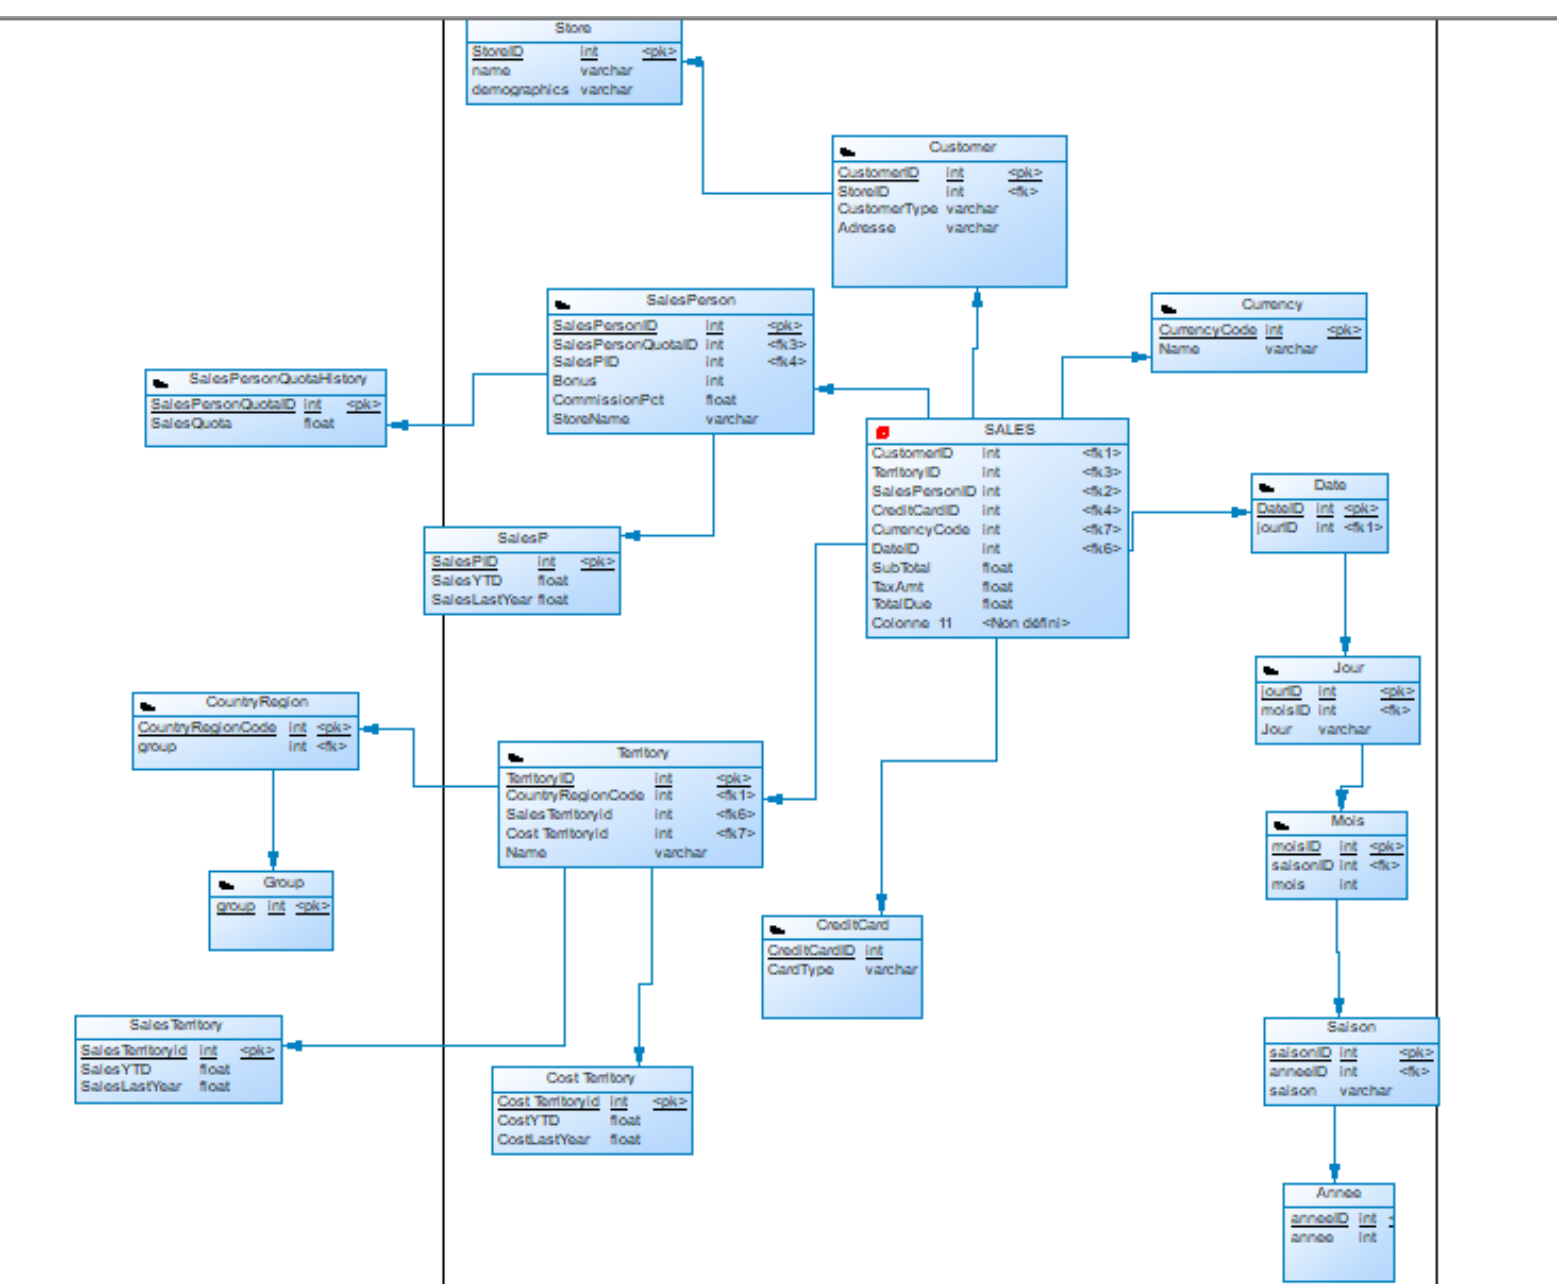 Store
StoreID int <pk>
name varchar
demographics varchar
Customer
CustomerID int <pk>
StoreID int <fk>
CustomerType varchar
Adresse varchar
SalesPerson
SalesPersonID int <pk>
SalesPersonQuotaID int <fk3>
SalesPID int <fk4>
Bonus int
CommissionPct float
StoreName varchar
Currency
CurrencyCode int <pk>
Name varchar
SalesPersonQuotaHistory
SalesPersonQuotaID int <pk>
SalesQuota float
SALES
CustomerID int <fk1>
TerritoryID int <fk3>
SalesPersonID int <fk2>
CreditCardID int <fk4>
CurrencyCode int <fk7>
DateID int <fk6>
SubTotal float
TaxAmt float
TotalDue float
Colonne_11 <Non défini>
Date
DateID int <pk>
jourID int <fk1>
SalesP
SalesPID int <pk>
SalesYTD float
SalesLastYear float
Jour
jourID int <pk>
moisID int <fk>
Jour varchar
CountryRegion
CountryRegionCode int <pk>
group int <fk>
Territory
TerritoryID int <pk>
CountryRegionCode int <fk1>
SalesTerritoryid int <fk6>
Cost Territoryid int <fk7>
Name varchar
Mois
moisID int <pk>
saisonID int <fk>
mois int
Group
group int <pk>
CreditCard
CreditCardID int
CardType varchar
SalesTerritory
SalesTerritoryid int <pk>
SalesYTD float
SalesLastYear float
Saison
saisonID int <pk>
anneeID int <fk>
saison varchar
Cost Territory
Cost Territoryid int <pk>
CostYTD float
CostLastYear float
Annee
anneeID int
annee int